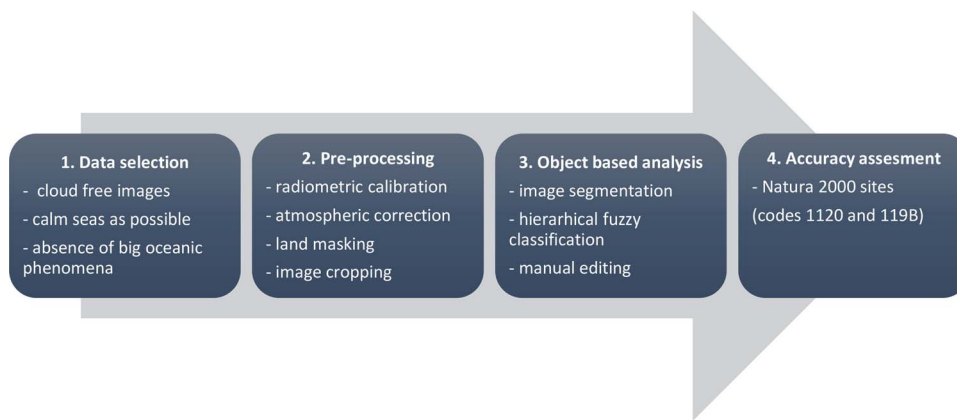 1. Data selection
- cloud free images
- calm seas as possible
- absence of big oceanic
phenomena
2. Pre-processing
- radiometric calibration
- atmospheric correction
- land masking
- image cropping
3. Object based analysis
- image segmentation
- hierarhical fuzzy
classification
- manual editing
4. Accuracy assesment
- Natura 2000 sites
(codes 1120 and 119B)